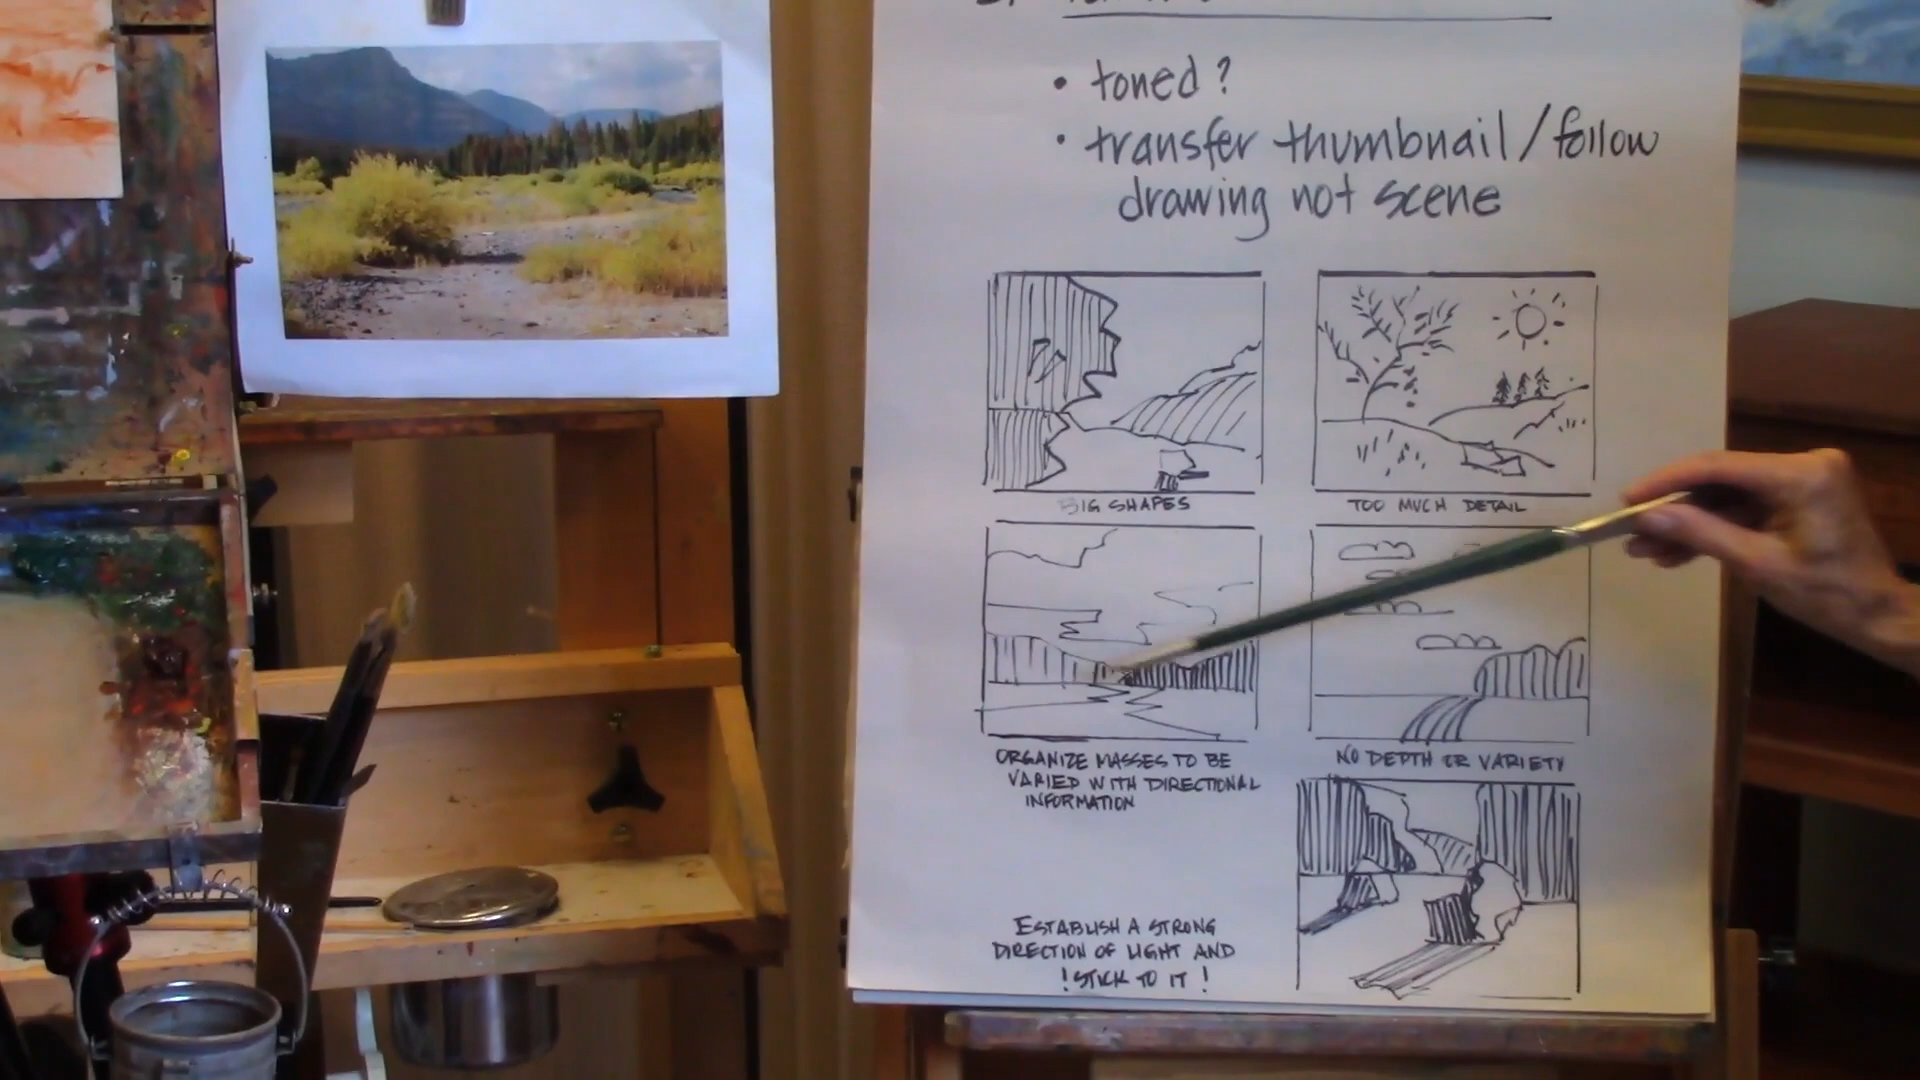 • toned?
• transfer thumbnail/follow
drawing not scene
BIG SHAPES
TOO MUCH DETAIL
ORGANIZE MASSES TO BE
VARIED WITH DIRECTIONAL
INFORMATION
NO DEPTH OR VARIETY
ESTABLISH A STRONG
DIRECTION OF LIGHT AND
! STICK TO IT !